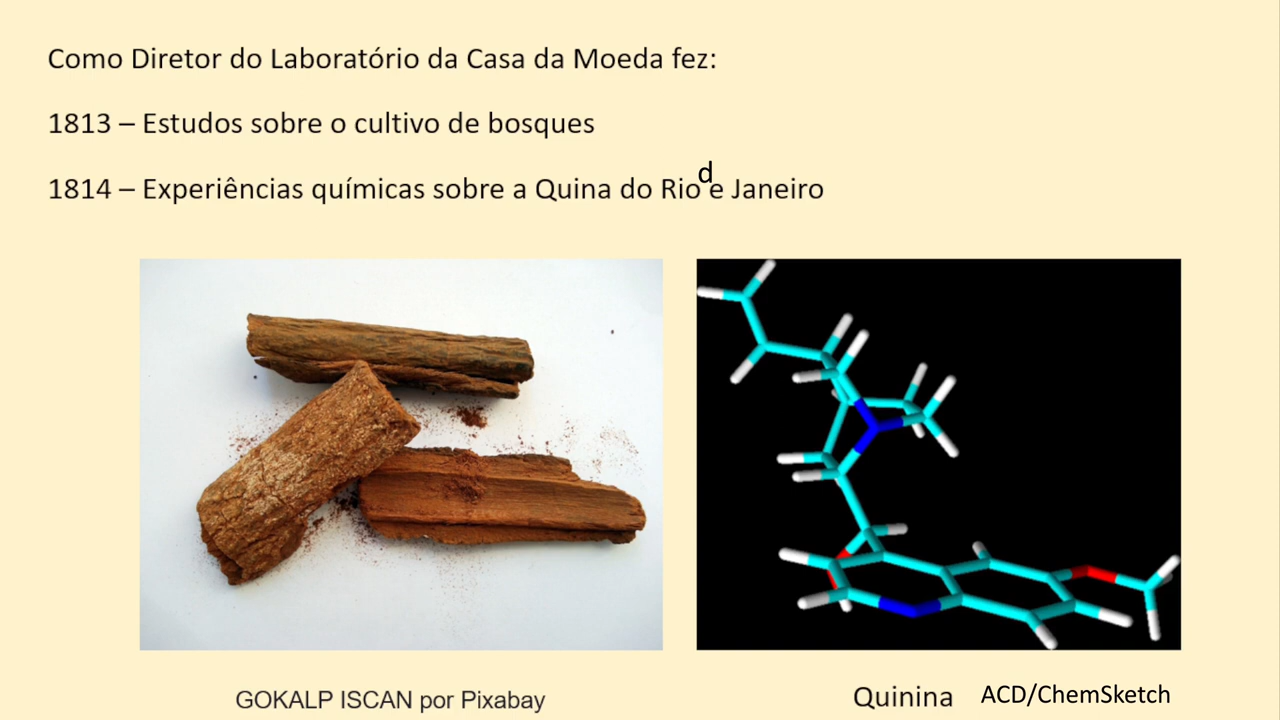 Como Diretor do Laboratório da Casa da Moeda fez:
1813 – Estudos sobre o cultivo de bosques
1814 – Experiências químicas sobre a Quina do Rio de Janeiro
GOKALP ISCAN por Pixabay
Quinina ACD/ChemSketch